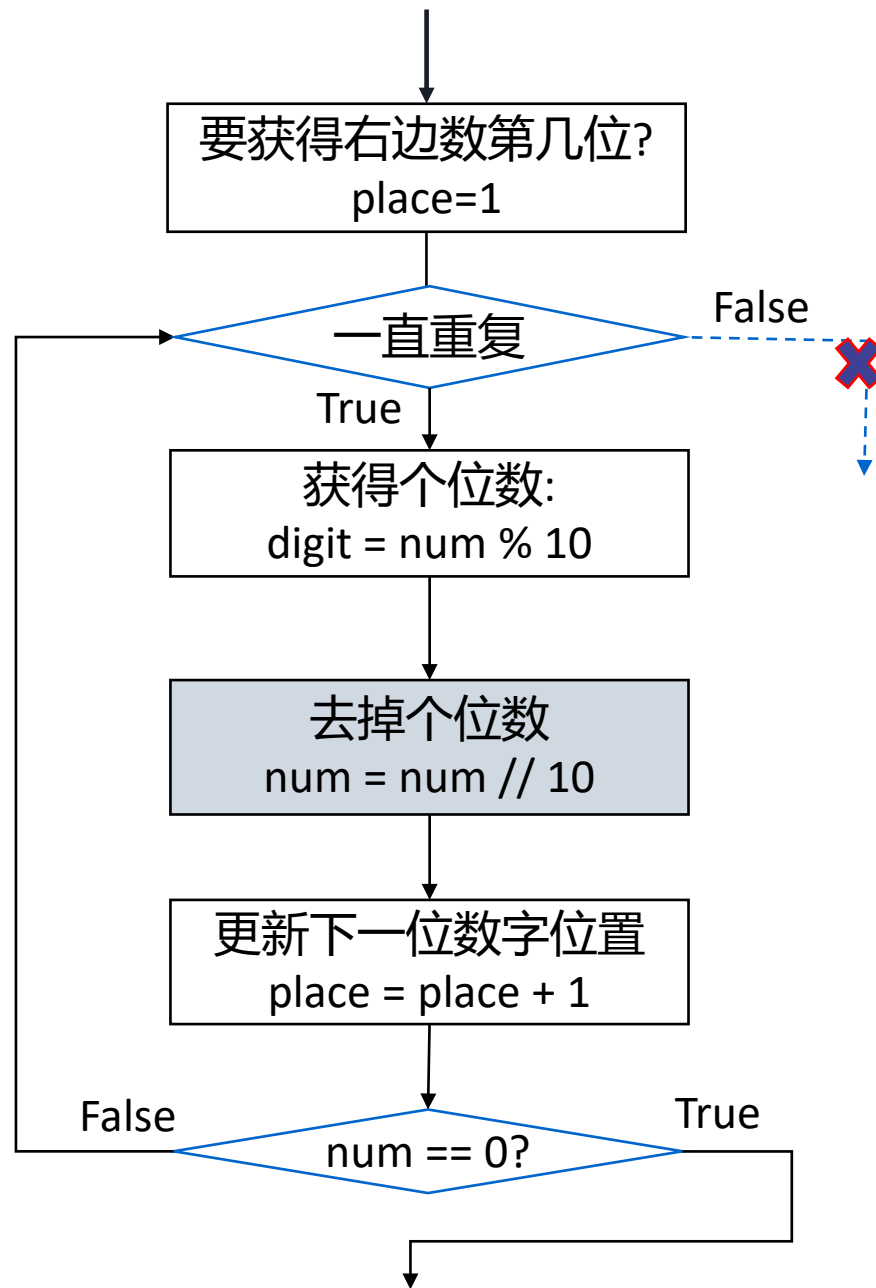 要获得右边数第几位?
place=1
一直重复
False
True
获得个位数:
digit = num % 10
去掉个位数
num = num // 10
更新下一位数字位置
place = place + 1
False
num == 0?
True